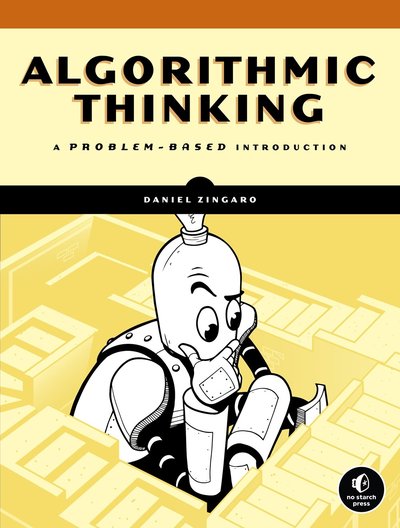 ALGORITHMIC
THINKING
A PROBLEM-BASED INTRODUCTION
DANIEL ZINGARO
no starch
press